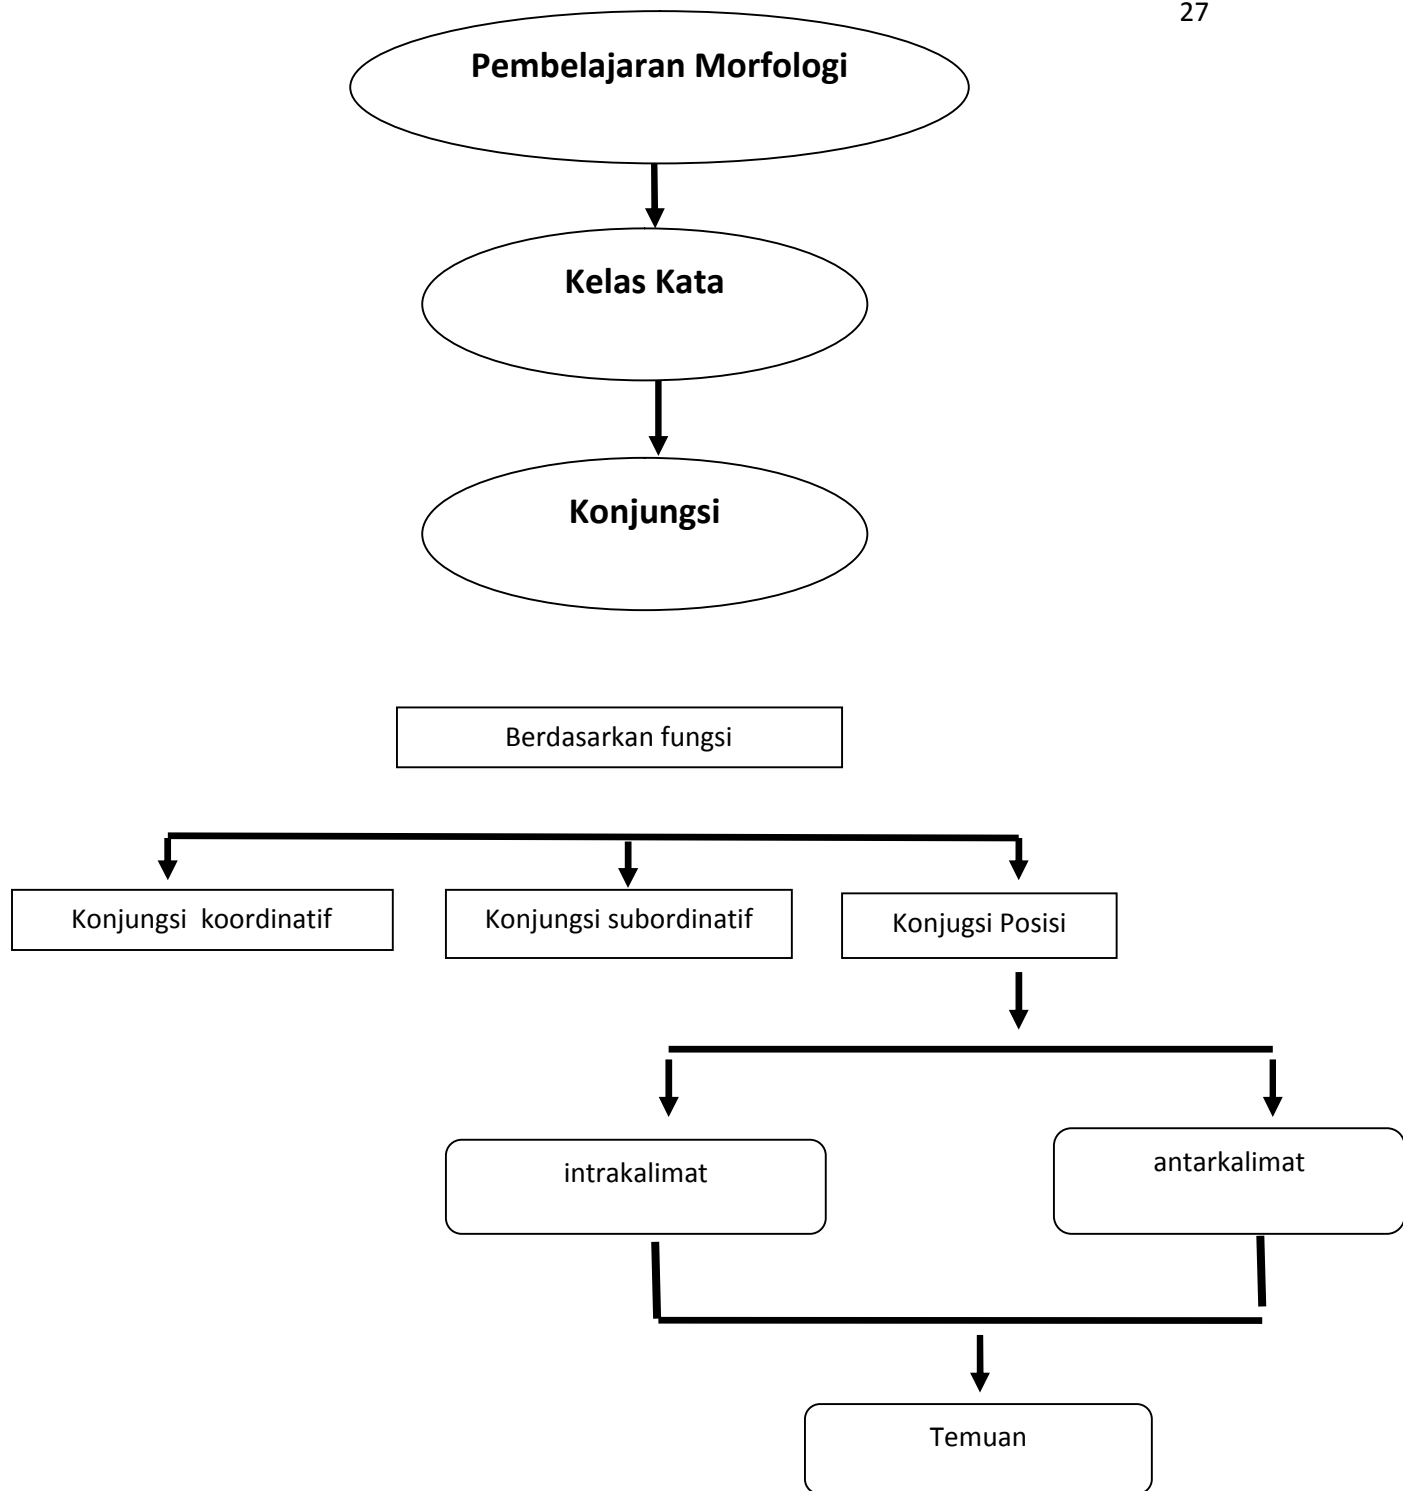 27
Pembelajaran Morfologi
Kelas Kata
Konjungsi
Berdasarkan fungsi
Konjungsi  koordinatif
Konjungsi subordinatif
Konjugsi Posisi
intrakalimat
antarkalimat
Temuan